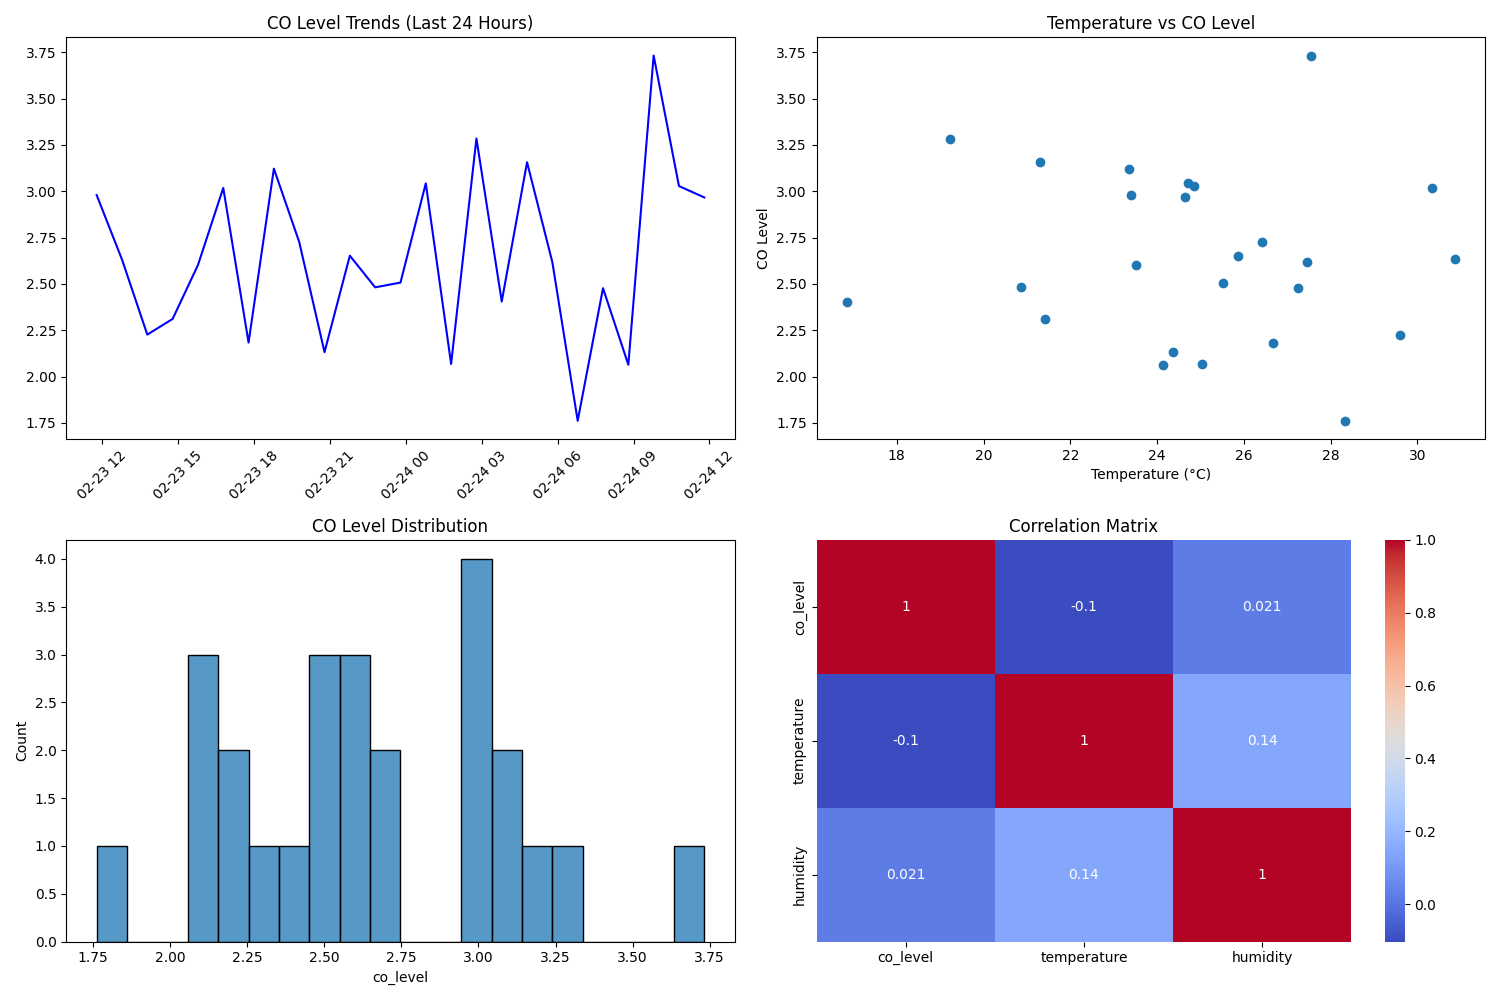 CO Level Trends (Last 24 Hours)
3.75
3.50
3.25
3.00
2.75
2.50
2.25
2.00
1.75
02-23 12
02-23 15
02-23 18
02-23 21
02-24 00
02-24 03
02-24 06
02-24 09
02-24 12
Temperature vs CO Level
CO Level
3.75
3.50
3.25
3.00
2.75
2.50
2.25
2.00
1.75
18 20 22 24 26 28 30
Temperature (°C)
CO Level Distribution
Count
4.0
3.5
3.0
2.5
2.0
1.5
1.0
0.5
0.0
1.75 2.00 2.25 2.50 2.75 3.00 3.25 3.50 3.75
co_level
Correlation Matrix
co_level
1 -0.1 0.021
temperature
-0.1 1 0.14
humidity
0.021 0.14 1
co_level temperature humidity
1.0
0.8
0.6
0.4
0.2
0.0